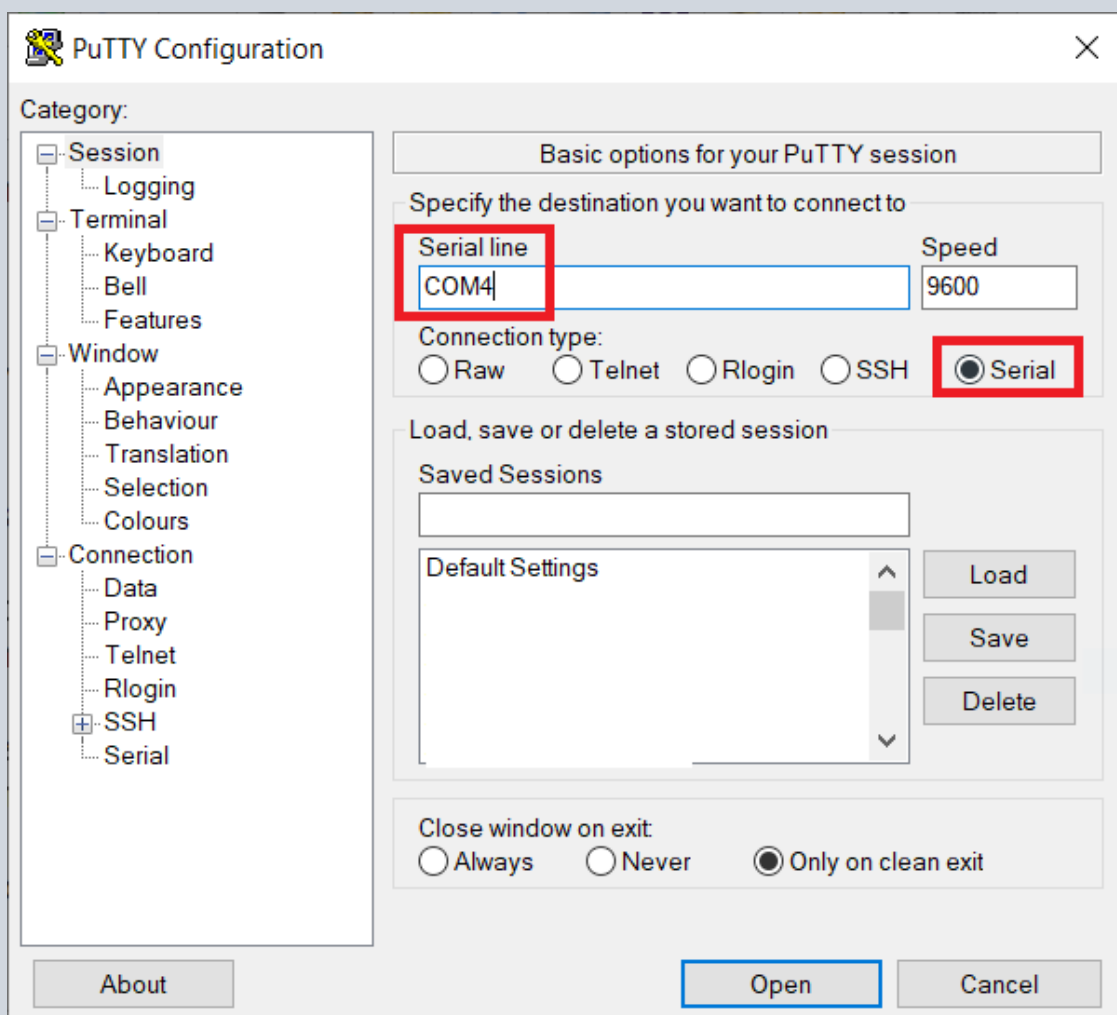 PuTTY Configuration
Category:
Session
Logging
Terminal
Keyboard
Bell
Features
Window
Appearance
Behaviour
Translation
Selection
Colours
Connection
Data
Proxy
Telnet
Rlogin
SSH
Serial
Basic options for your PuTTY session
Specify the destination you want to connect to
Serial line Speed
COM4 9600
Connection type:
Raw Telnet Rlogin SSH Serial
Load, save or delete a stored session
Saved Sessions
Default Settings
Load
Save
Delete
Close window on exit:
Always Never Only on clean exit
About Open Cancel